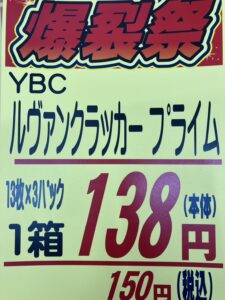 爆裂祭
YBC
ルヴァンクラッカー プライム
13枚×3パック
1箱 138円 (本体)
150円 (税込)